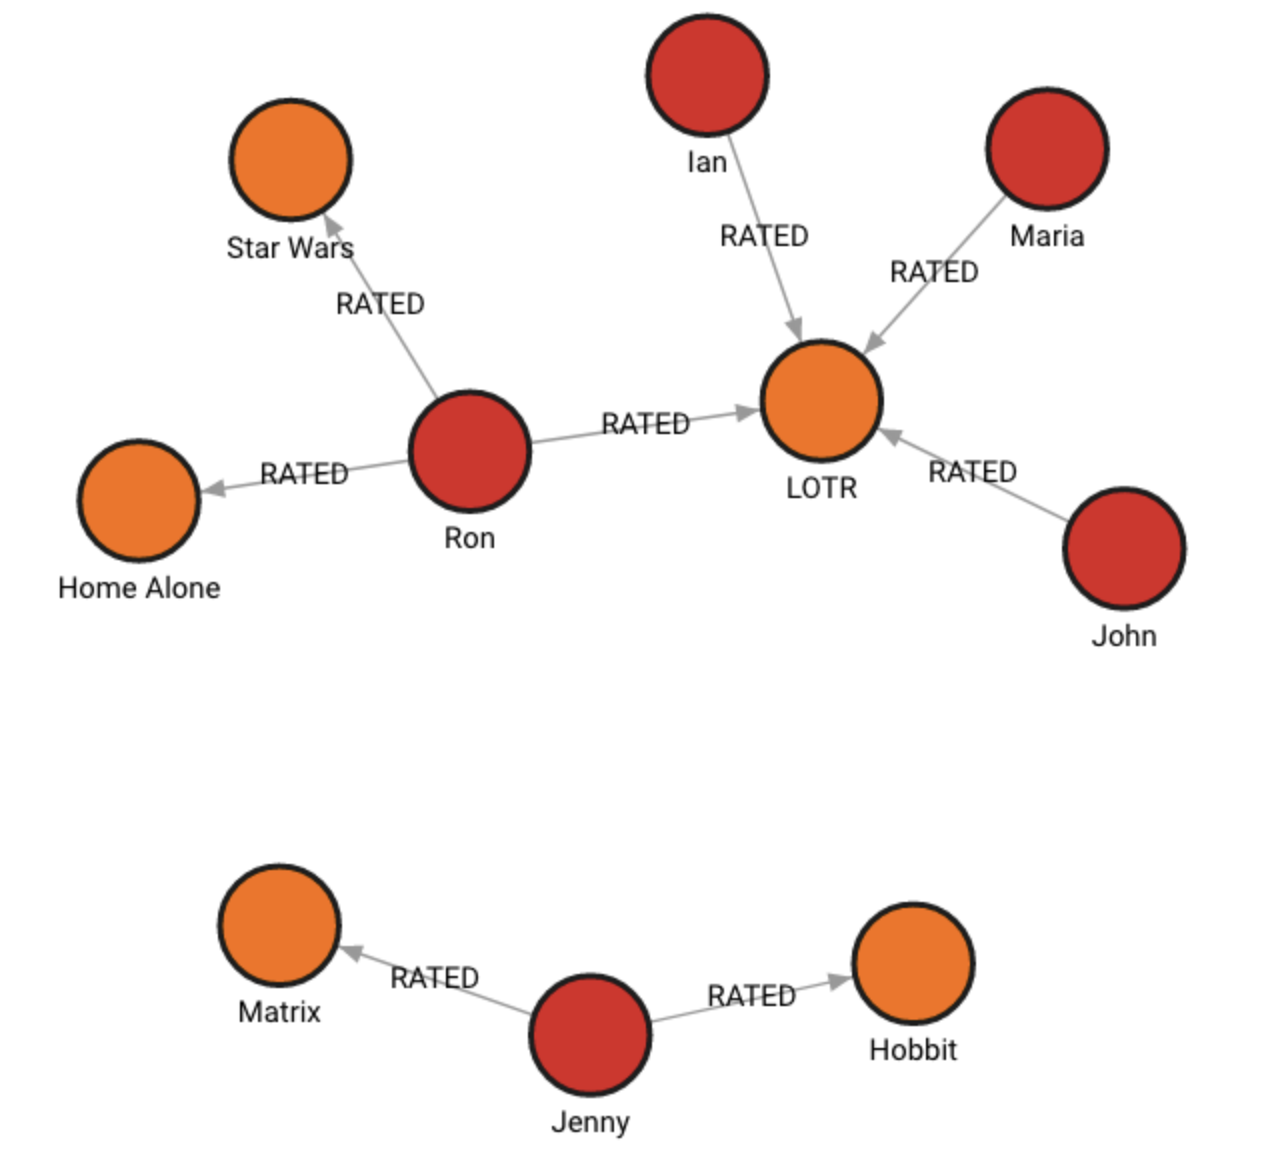 Ian
Maria
Star Wars
RATED
RATED
RATED
RATED
RATED
RATED
LOTR
Ron
Home Alone
John
RATED
RATED
Matrix
Hobbit
Jenny